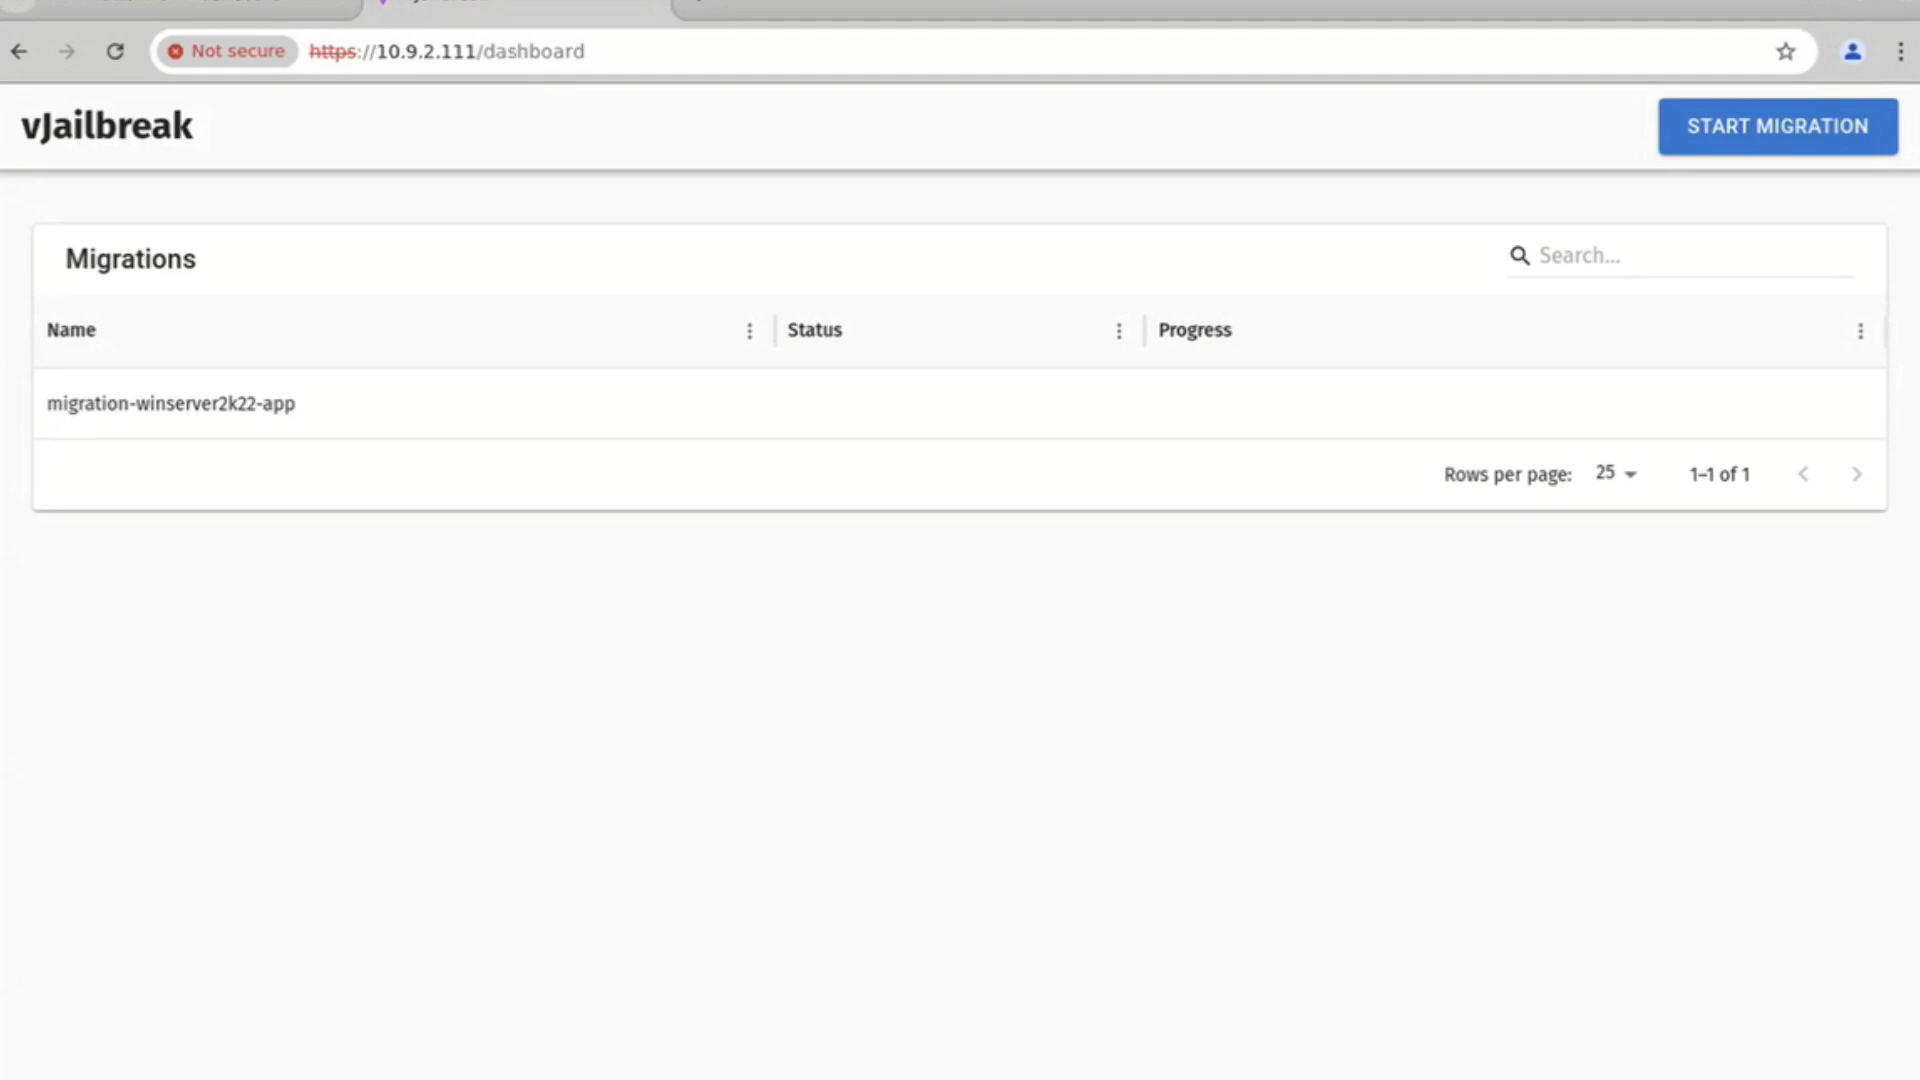 Not secure https://10.9.2.111/dashboard
vJailbreak
START MIGRATION
Migrations
Search...
Name Status Progress
migration-winserver2k22-app
Rows per page: 25 1–1 of 1